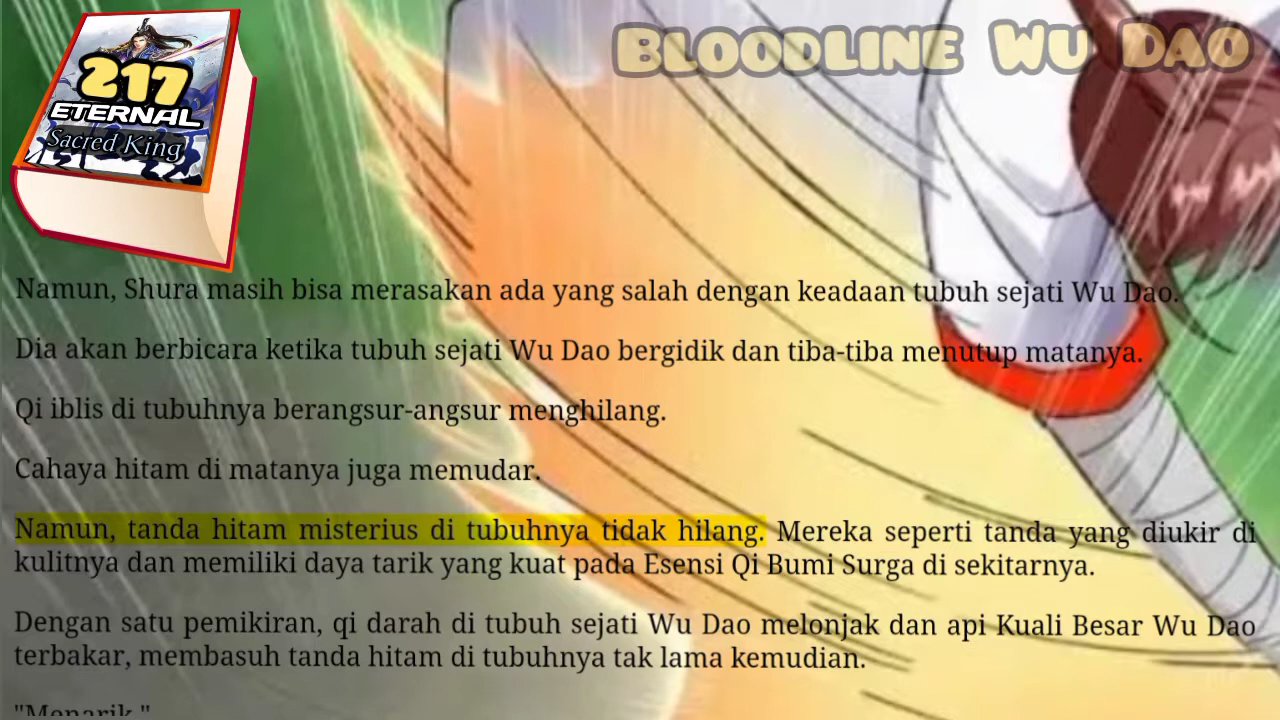 BLOODLINE WU DAO
217
ETERNAL
Sacred King
Namun, Shura masih bisa merasakan ada yang salah dengan keadaan tubuh sejati Wu Dao.
Dia akan berbicara ketika tubuh sejati Wu Dao bergidik dan tiba-tiba menutup matanya.
Qi iblis di tubuhnya berangsur-angsur menghilang.
Cahaya hitam di matanya juga memudar.
Namun, tanda hitam misterius di tubuhnya tidak hilang. Mereka seperti tanda yang diukir di
kulitnya dan memiliki daya tarik yang kuat pada Esensi Qi Bumi Surga di sekitarnya.
Dengan satu pemikiran, qi darah di tubuh sejati Wu Dao melonjak dan api Kuali Besar Wu Dao
terbakar, membasuh tanda hitam di tubuhnya tak lama kemudian.
"Menarik."